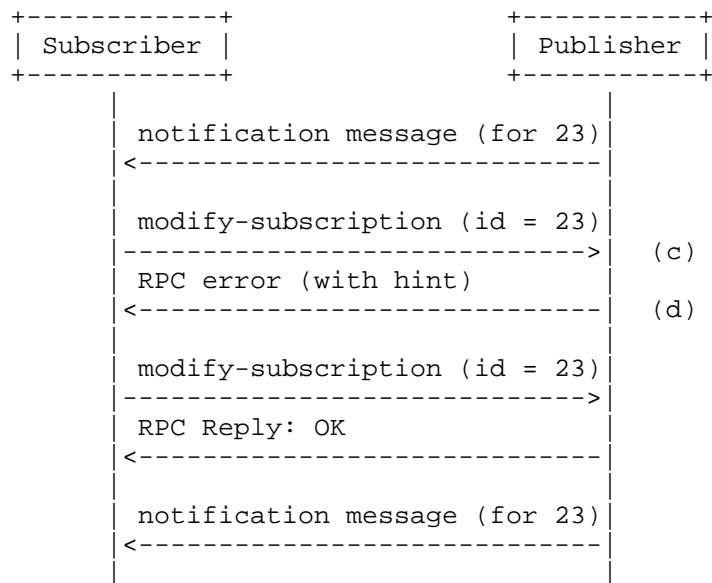 Subscriber Publisher
notification message (for 23)
modify-subscription (id = 23)
(c)
RPC error (with hint)
(d)
modify-subscription (id = 23)
RPC Reply: OK
notification message (for 23)